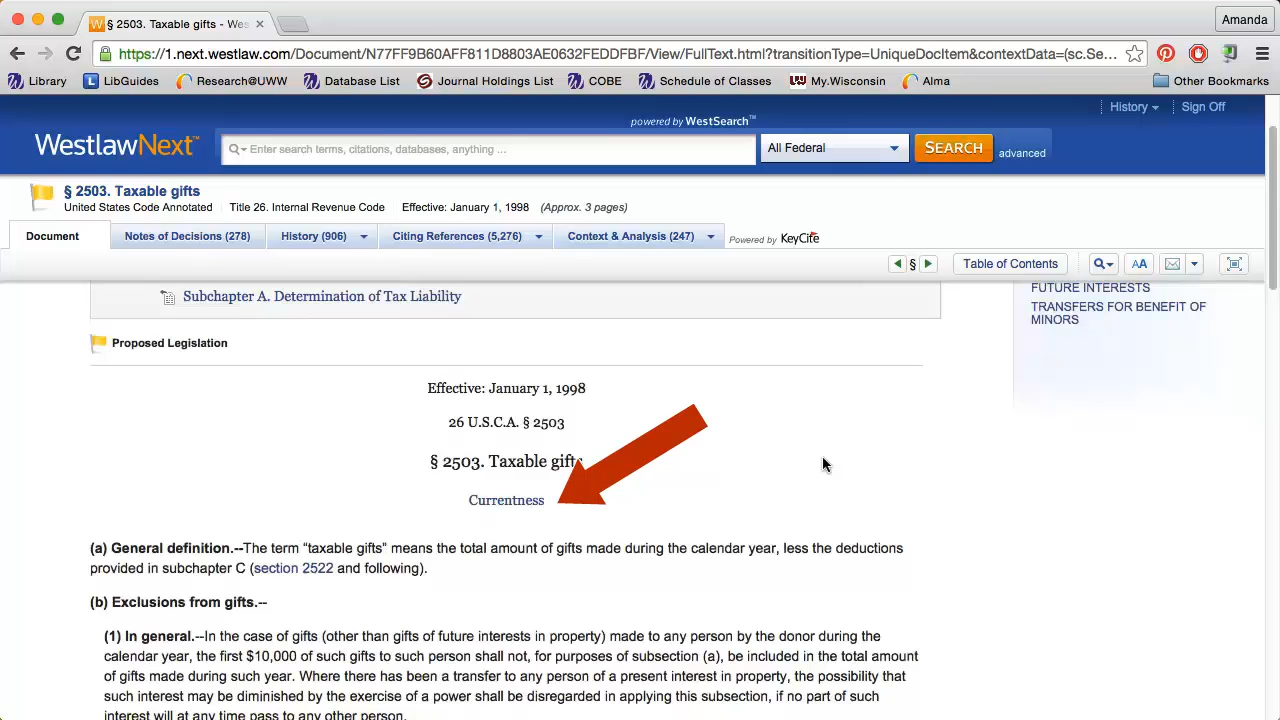 § 2503. Taxable gifts - Wes
Amanda
https://1.next.westlaw.com/Document/N77FF9B60AFF811D8803AE0632FEDDFBF/View/FullText.html?transitionType=UniqueDocItem&contextData=(sc.Se...
Library LibGuides Research@UWW Database List Journal Holdings List COBE Schedule of Classes My.Wisconsin Alma Other Bookmarks
History Sign Off
powered by WestSearch™
WestlawNext™ Enter search terms, citations, databases, anything ... All Federal SEARCH advanced
§ 2503. Taxable gifts
United States Code Annotated Title 26. Internal Revenue Code Effective: January 1, 1998 (Approx. 3 pages)
Document Notes of Decisions (278) History (906) Citing References (5,276) Context & Analysis (247) Powered by KeyCite
§ Table of Contents AA
Subchapter A. Determination of Tax Liability
FUTURE INTERESTS
TRANSFERS FOR BENEFIT OF
MINORS
Proposed Legislation
Effective: January 1, 1998
26 U.S.C.A. § 2503
§ 2503. Taxable gifts
Currentness
(a) General definition.--The term “taxable gifts” means the total amount of gifts made during the calendar year, less the deductions
provided in subchapter C (section 2522 and following).
(b) Exclusions from gifts.--
(1) In general.--In the case of gifts (other than gifts of future interests in property) made to any person by the donor during the
calendar year, the first $10,000 of such gifts to such person shall not, for purposes of subsection (a), be included in the total amount
of gifts made during such year. Where there has been a transfer to any person of a present interest in property, the possibility that
such interest may be diminished by the exercise of a power shall be disregarded in applying this subsection, if no part of such
interest will at any time pass to any other person.